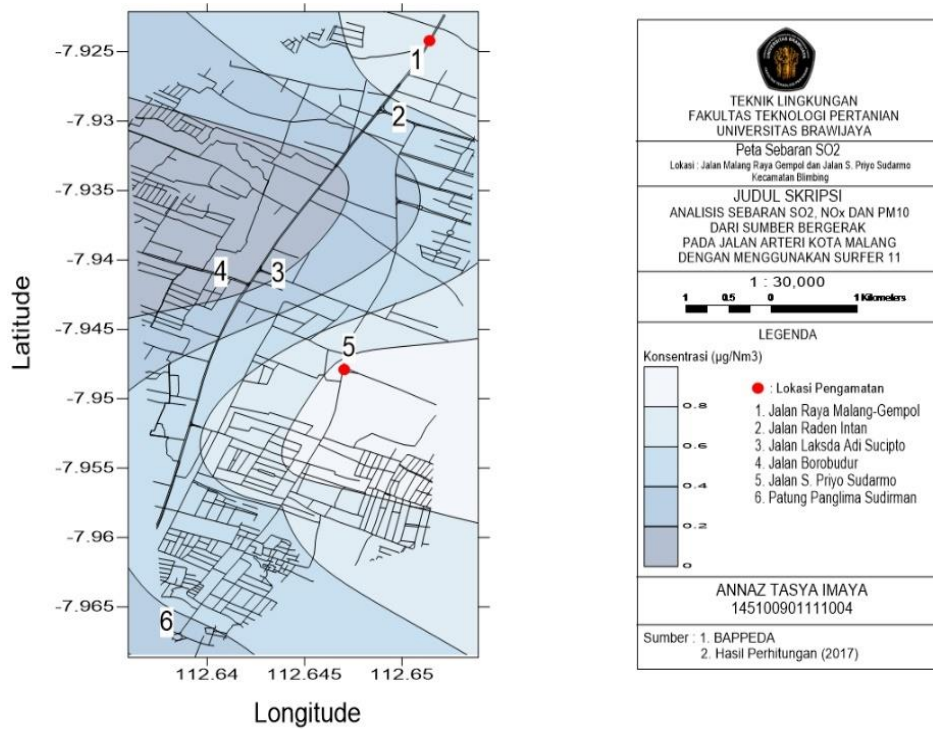 -7.925
-7.93
-7.935
-7.94
-7.945
-7.95
-7.955
-7.96
-7.965
Latitude
112.64
112.645
112.65
Longitude
1
2
3
4
5
6
UNIVERSITAS BRAWIJAYA
TEKNIK LINGKUNGAN
FAKULTAS TEKNOLOGI PERTANIAN
UNIVERSITAS BRAWIJAYA
Peta Sebaran SO2
Lokasi : Jalan Malang Raya Gempol dan Jalan S. Priyo Sudarmo
Kecamatan Blimbing
JUDUL SKRIPSI
ANALISIS SEBARAN SO2, NOx DAN PM10
DARI SUMBER BERGERAK
PADA JALAN ARTERI KOTA MALANG
DENGAN MENGGUNAKAN SURFER 11
1 : 30,000
1 0.5 0 1 Kilometers
LEGENDA
Konsentrasi (µg/Nm3)
0.8
0.6
0.4
0.2
0
: Lokasi Pengamatan
1. Jalan Raya Malang-Gempol
2. Jalan Raden Intan
3. Jalan Laksda Adi Sucipto
4. Jalan Borobudur
5. Jalan S. Priyo Sudarmo
6. Patung Panglima Sudirman
ANNAZ TASYA IMAYA
145100901111004
Sumber : 1. BAPPEDA
2. Hasil Perhitungan (2017)